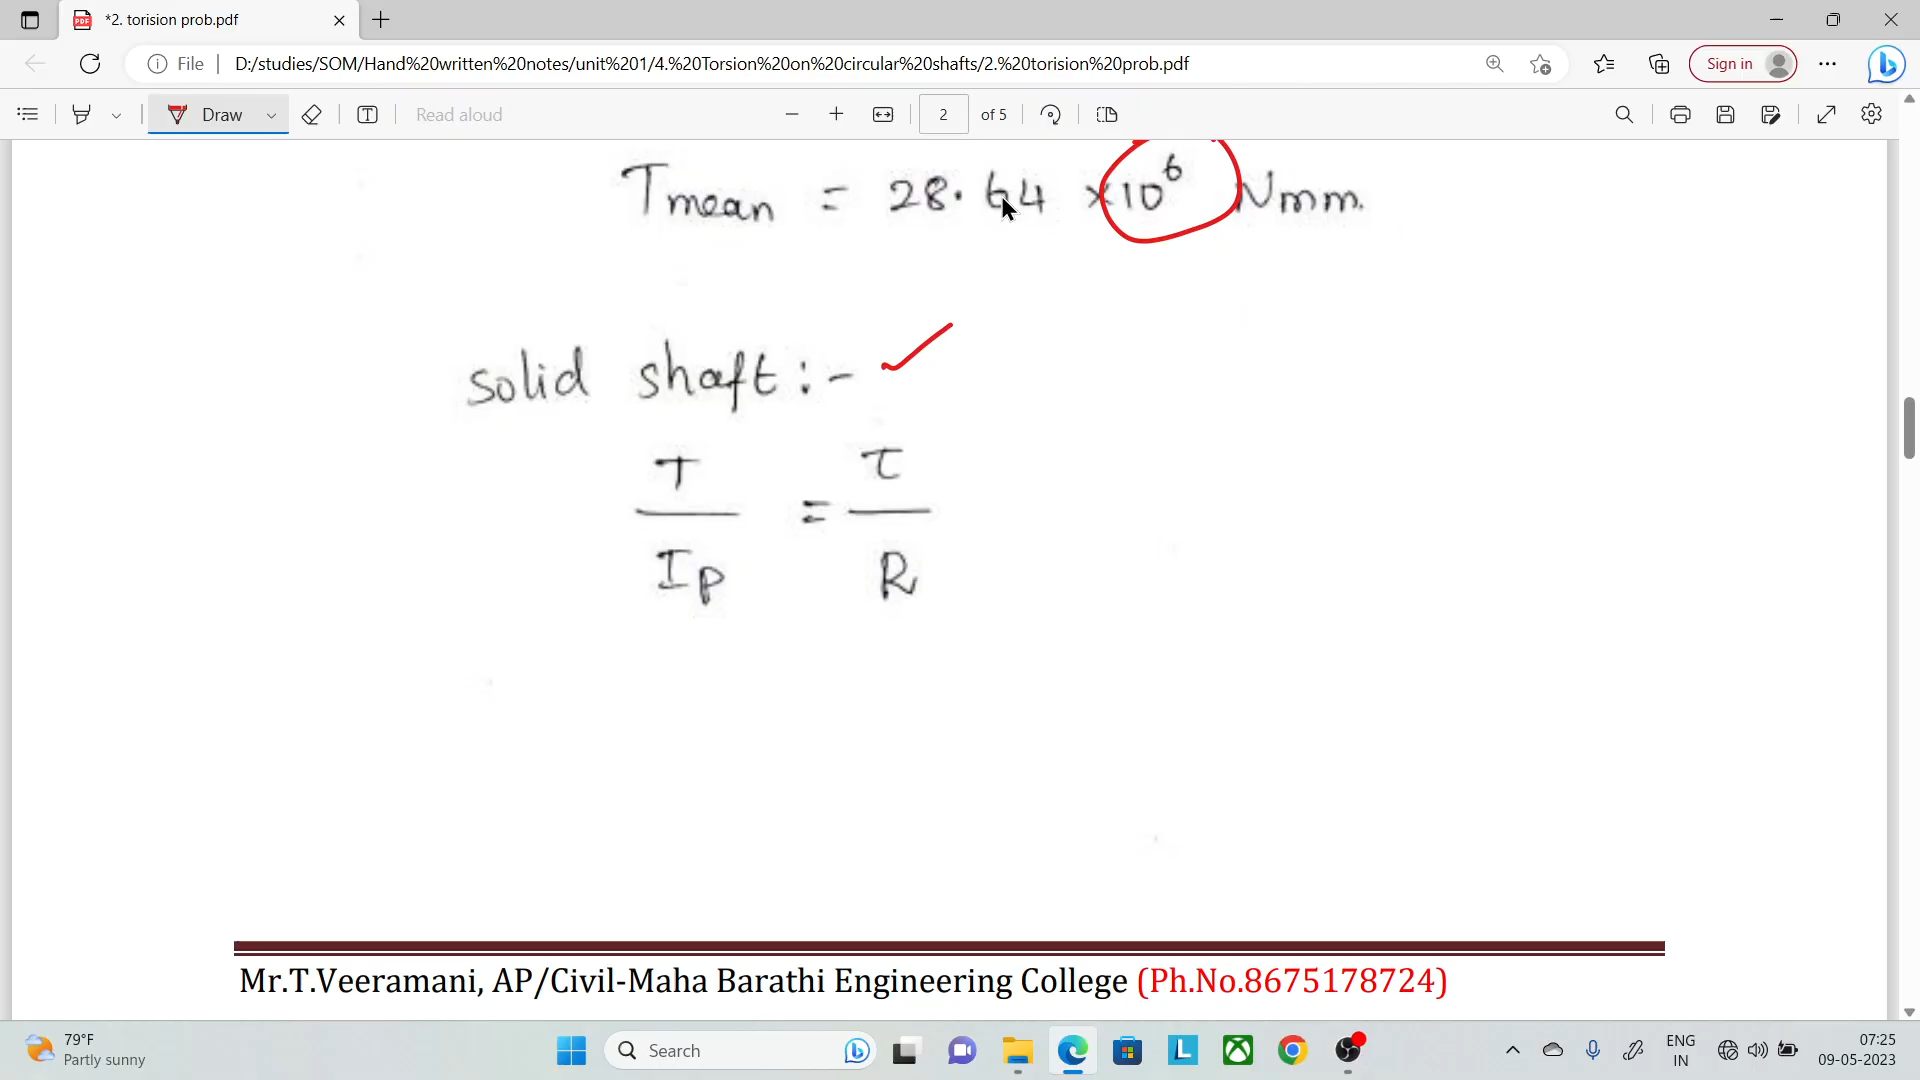 *2. torision prob.pdf
File
D:/studies/SOM/Hand%20written%20notes/unit%201/4.%20Torsion%20on%20circular%20shafts/2.%20torision%20prob.pdf
Sign in
Draw
Read aloud
2 of 5
Tmean = 28.64 ×10⁶ Nmm.
solid shaft :-
T/Ip = τ/R
Mr.T.Veeramani, AP/Civil-Maha Barathi Engineering College (Ph.No.8675178724)
79°F
Partly sunny
Search
ENG
IN
07:25
09-05-2023